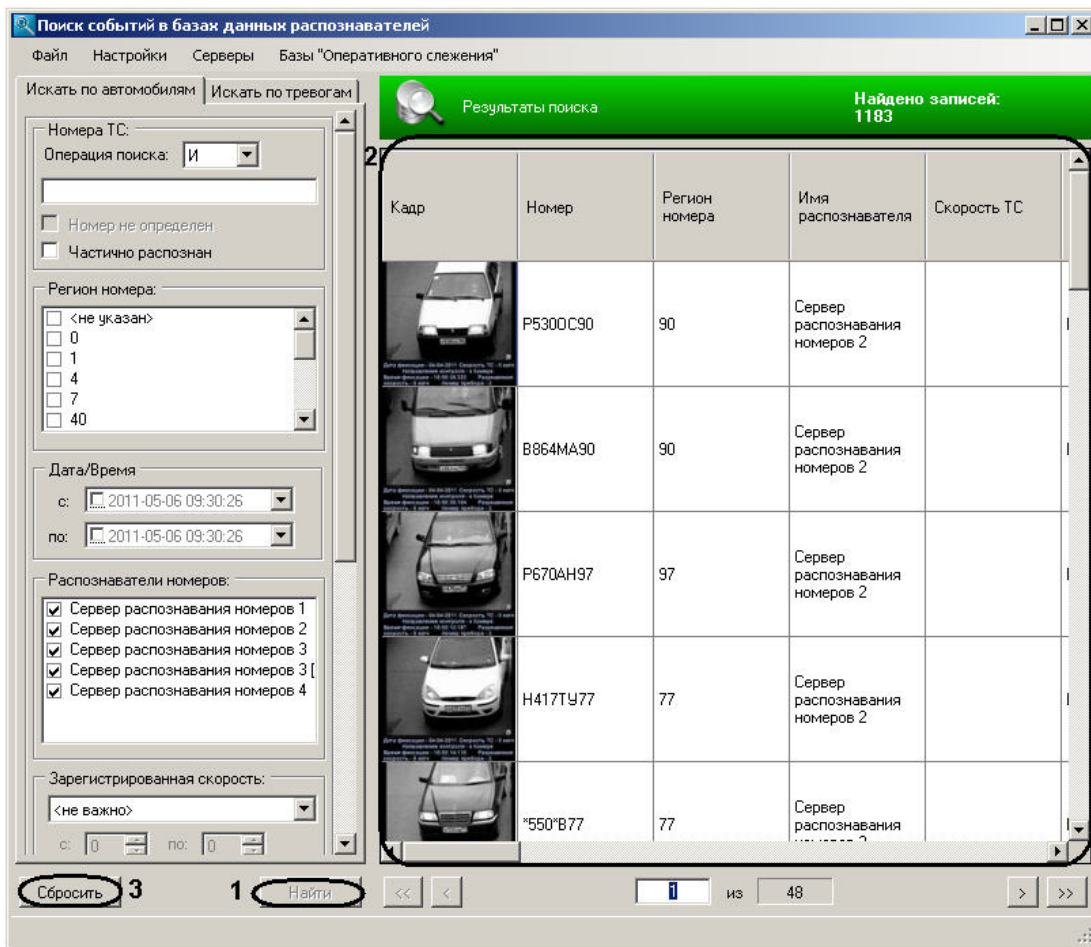 Поиск событий в базах данных распознавателей
Файл Настройки Серверы Базы "Оперативного слежения"
Искать по автомобилям Искать по тревогам
Номера ТС:
Операция поиска: И
Номер не определен
Частично распознан
Регион номера:
<не указан>
0
1
4
7
40
Дата/Время
с: 2011-05-06 09:30:26
по: 2011-05-06 09:30:26
Распознаватели номеров:
Сервер распознавания номеров 1
Сервер распознавания номеров 2
Сервер распознавания номеров 3
Сервер распознавания номеров 3 [
Сервер распознавания номеров 4
Зарегистрированная скорость:
<не важно>
с: 0 по: 0
Сбросить 3 1 Найти
Результаты поиска
Найдено записей:
1183
2
Кадр Номер Регион номера Имя распознавателя Скорость ТС
Р530ОС90 90 Сервер распознавания номеров 2
В864МА90 90 Сервер распознавания номеров 2
Р670АН97 97 Сервер распознавания номеров 2
Н417ТУ77 77 Сервер распознавания номеров 2
*550*В77 77 Сервер распознавания
<< < 1 из 48 > >>